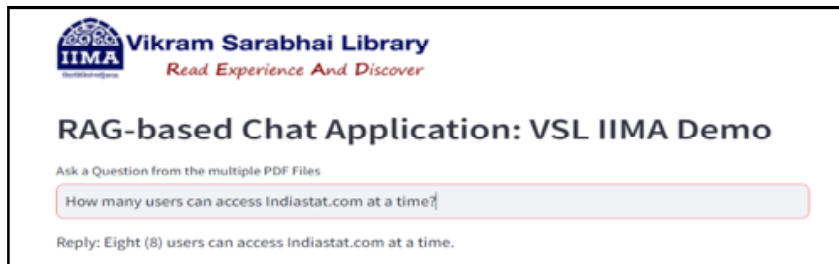 Vikram Sarabhai Library
IIMA
Read Experience And Discover
RAG-based Chat Application: VSL IIMA Demo
Ask a Question from the multiple PDF Files
How many users can access Indiastat.com at a time?
Reply: Eight (8) users can access Indiastat.com at a time.